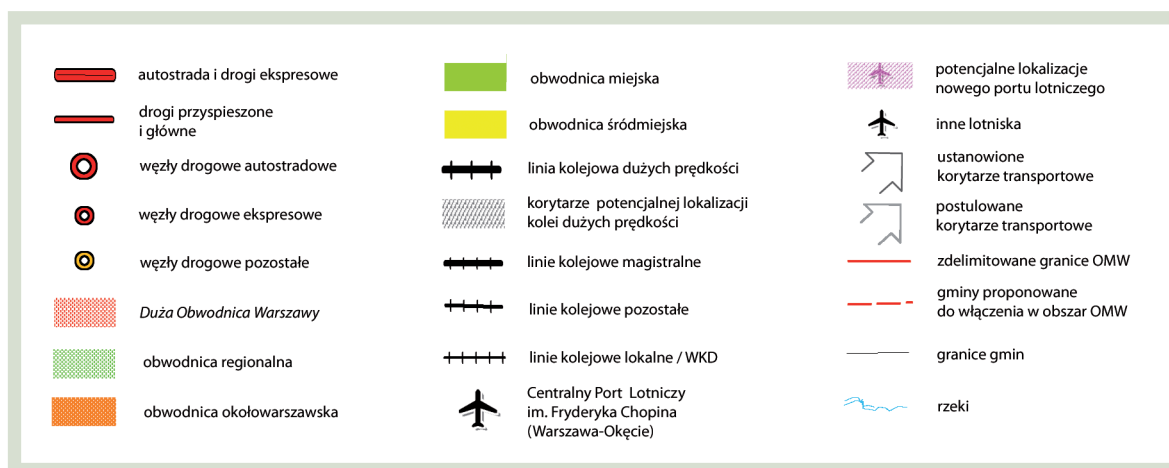 autostrada i drogi ekspresowe
drogi przyspieszone
i główne
węzły drogowe autostradowe
węzły drogowe ekspresowe
węzły drogowe pozostałe
Duża Obwodnica Warszawy
obwodnica regionalna
obwodnica okołowarszawska
obwodnica miejska
obwodnica śródmiejska
linia kolejowa dużych prędkości
korytarze potencjalnej lokalizacji
kolei dużych prędkości
linie kolejowe magistralne
linie kolejowe pozostałe
linie kolejowe lokalne / WKD
Centralny Port Lotniczy
im. Fryderyka Chopina
(Warszawa-Okęcie)
potencjalne lokalizacje
nowego portu lotniczego
inne lotniska
ustanowione
korytarze transportowe
postulowane
korytarze transportowe
zdelimitowane granice OMW
gminy proponowane
do włączenia w obszar OMW
granice gmin
rzeki